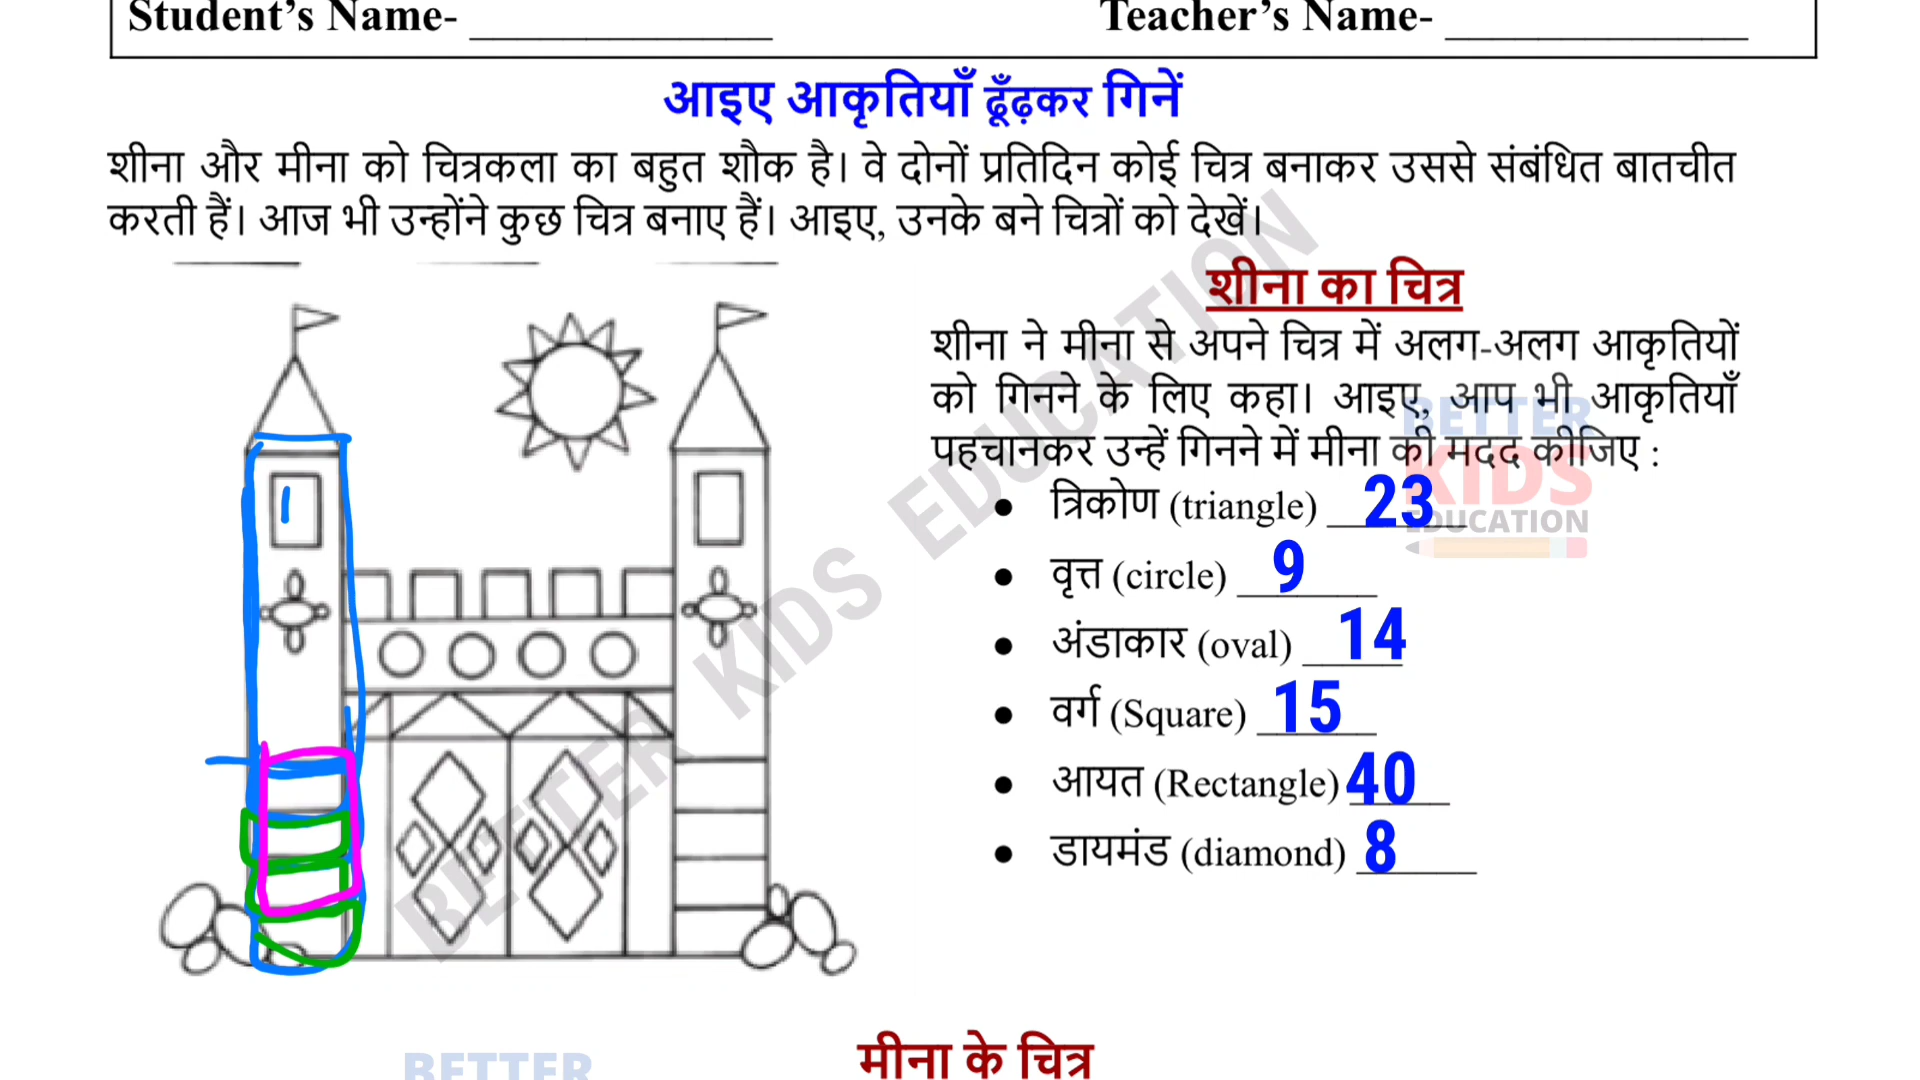 Student’s Name- _____________ Teacher’s Name- _____________
आइए आकृतियाँ ढूँढ़कर गिनें
शीना और मीना को चित्रकला का बहुत शौक है। वे दोनों प्रतिदिन कोई चित्र बनाकर उससे संबंधित बातचीत
करती हैं। आज भी उन्होंने कुछ चित्र बनाए हैं। आइए, उनके बने चित्रों को देखें।
शीना का चित्र
शीना ने मीना से अपने चित्र में अलग-अलग आकृतियों
को गिनने के लिए कहा। आइए, आप भी आकृतियाँ
पहचानकर उन्हें गिनने में मीना की मदद कीजिए :
● त्रिकोण (triangle) 23
● वृत्त (circle) 9
● अंडाकार (oval) 14
● वर्ग (Square) 15
● आयत (Rectangle) 40
● डायमंड (diamond) 8
BETTER KIDS EDUCATION
BETTER
KIDS
EDUCATION
मीना के चित्र
BETTER